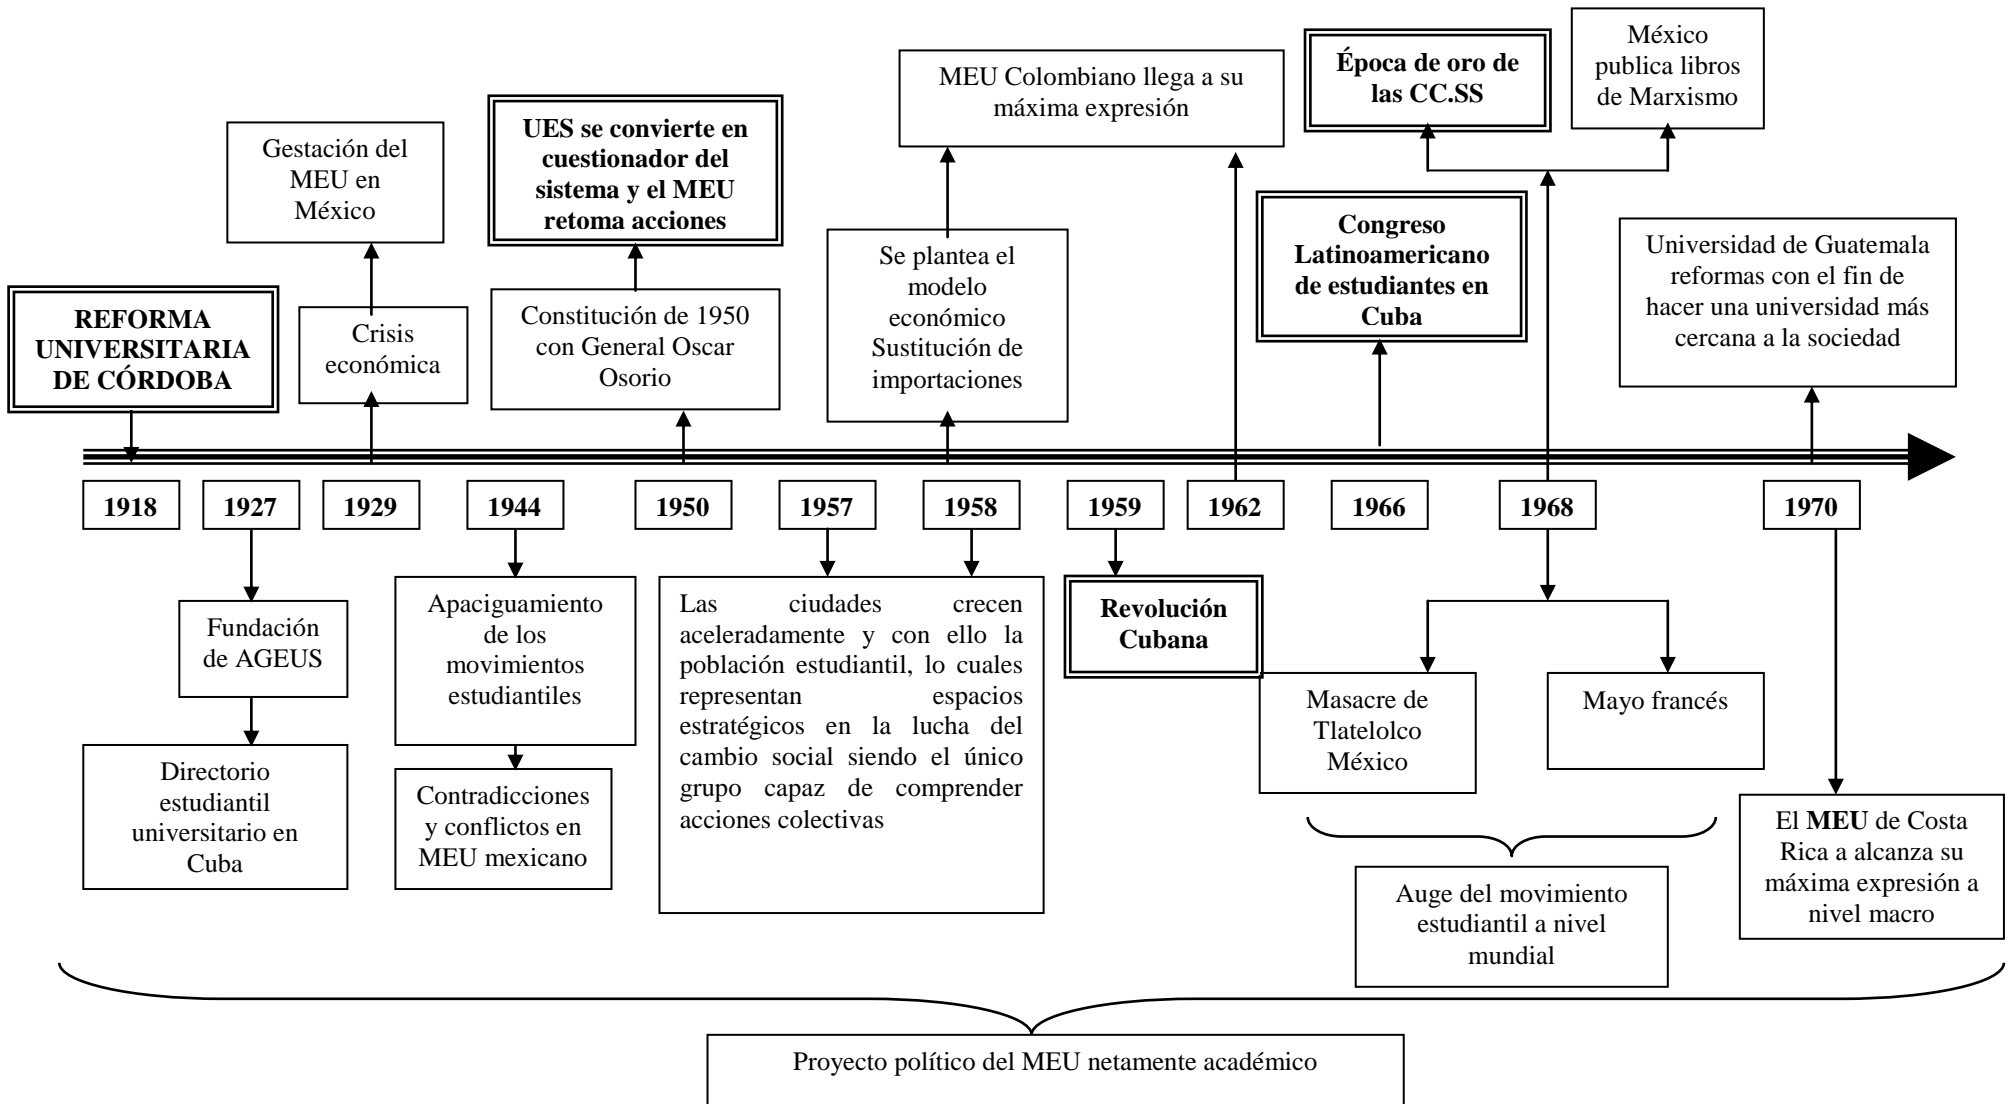 México
publica libros
de Marxismo
Época de oro de
las CC.SS
MEU Colombiano llega a su
máxima expresión
UES se convierte en
cuestionador del
sistema y el MEU
retoma acciones
Gestación del
MEU en
México
Congreso
Latinoamericano
de estudiantes en
Cuba
Universidad de Guatemala
reformas con el fin de
hacer una universidad más
cercana a la sociedad
Se plantea el
modelo
económico
Sustitución de
importaciones
REFORMA
UNIVERSITARIA
DE CÓRDOBA
Crisis
económica
Constitución de 1950
con General Oscar
Osorio
1918
1927
1929
1944
1950
1957
1958
1959
1962
1966
1968
1970
Fundación
de AGEUS
Directorio
estudiantil
universitario en
Cuba
Apaciguamiento
de los
movimientos
estudiantiles
Contradicciones
y conflictos en
MEU mexicano
Las ciudades crecen
aceleradamente y con ello la
población estudiantil, lo cuales
representan espacios
estratégicos en la lucha del
cambio social siendo el único
grupo capaz de comprender
acciones colectivas
Revolución
Cubana
Masacre de
Tlatelolco
México
Mayo francés
Auge del movimiento
estudiantil a nivel
mundial
El MEU de Costa
Rica a alcanza su
máxima expresión a
nivel macro
Proyecto político del MEU netamente académico